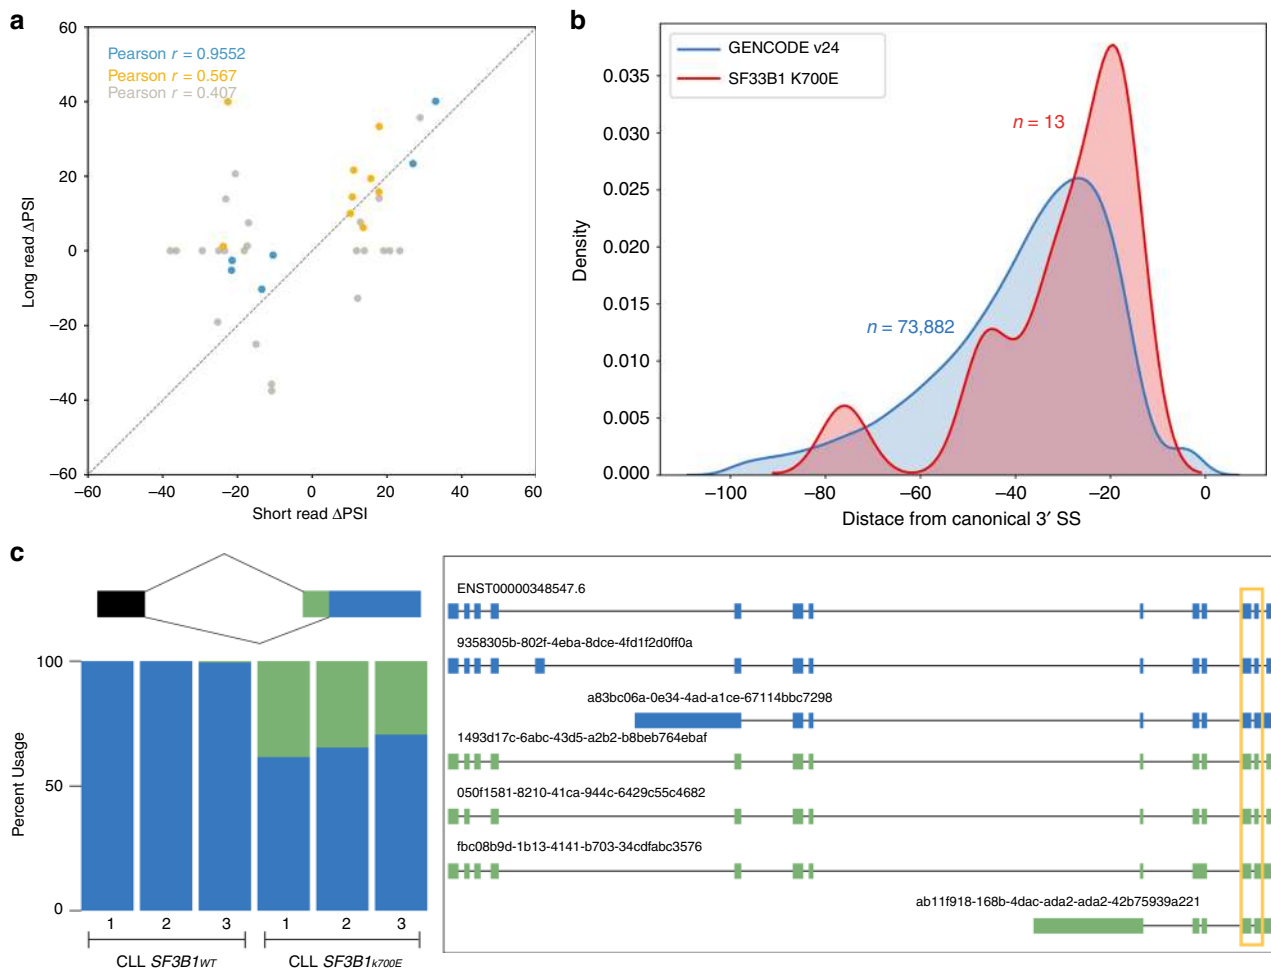 a
60
40
20
0
−20
−40
−60
−60
−40
−20
0
20
40
60
Long read ΔPSI
Short read ΔPSI
Pearson r = 0.9552
Pearson r = 0.567
Pearson r = 0.407
b
GENCODE v24
SF33B1 K700E
n = 13
n = 73,882
Density
0.035
0.030
0.025
0.020
0.015
0.010
0.005
0.000
−100
−80
−60
−40
−20
0
Distace from canonical 3′ SS
c
Percent Usage
100
50
0
1
2
3
1
2
3
CLL SF3B1WT
CLL SF3B1k700E
ENST00000348547.6
9358305b-802f-4eba-8dce-4fd1f2d0ff0a
a83bc06a-0e34-4ad-a1ce-67114bbc7298
1493d17c-6abc-43d5-a2b2-b8beb764ebaf
050f1581-8210-41ca-944c-6429c55c4682
fbc08b9d-1b13-4141-b703-34cdfabc3576
ab11f918-168b-4dac-ada2-ada2-42b75939a221